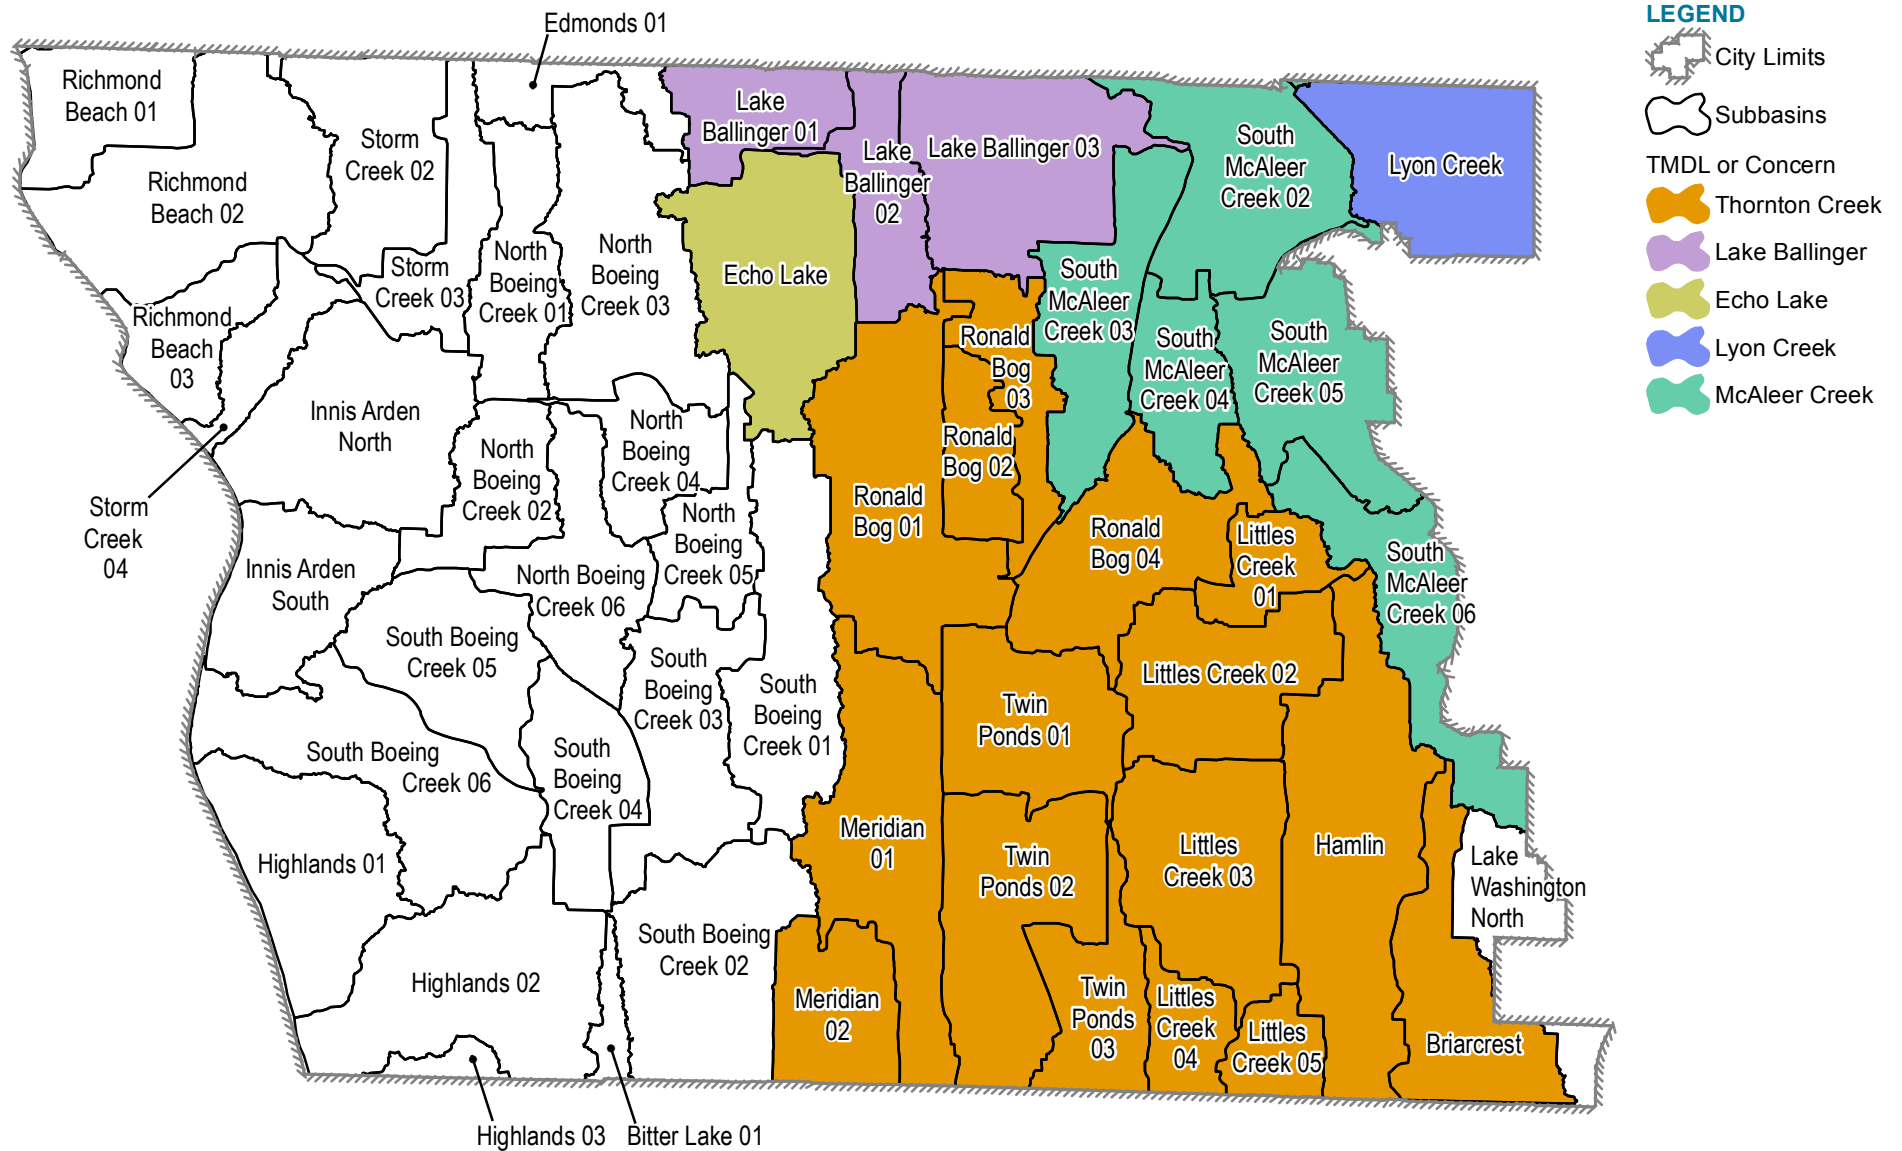 Edmonds 01
Richmond
Beach 01
Storm
Creek 02
Richmond
Beach 02
Lake
Ballinger 01
Lake
Ballinger
02
Lake Ballinger 03
South
McAleer
Creek 02
Lyon Creek
Storm
Creek 03
North
Boeing
Creek 01
North
Boeing
Creek 03
Echo Lake
Richmond
Beach
03
South
McAleer
Creek 03
Ronald
Bog
03
South
McAleer
Creek 04
South
McAleer
Creek 05
Innis Arden
North
North
Boeing
Creek 02
North
Boeing
Creek 04
Ronald
Bog 02
Storm
Creek
04
North
Boeing
Creek 05
Ronald
Bog 01
Ronald
Bog 04
Littles
Creek
01
South
McAleer
Creek 06
Innis Arden
South
North Boeing
Creek 06
South Boeing
Creek 05
South
Boeing
Creek 03
South
Boeing
Creek 01
Littles Creek 02
Twin
Ponds 01
South Boeing
Creek 06
South
Boeing
Creek 04
Highlands 01
Meridian
01
Twin
Ponds 02
Littles
Creek 03
Hamlin
Lake
Washington
North
Highlands 02
South Boeing
Creek 02
Meridian
02
Twin
Ponds
03
Littles
Creek
04
Littles
Creek 05
Briarcrest
Highlands 03
Bitter Lake 01
LEGEND
City Limits
Subbasins
TMDL or Concern
Thornton Creek
Lake Ballinger
Echo Lake
Lyon Creek
McAleer Creek